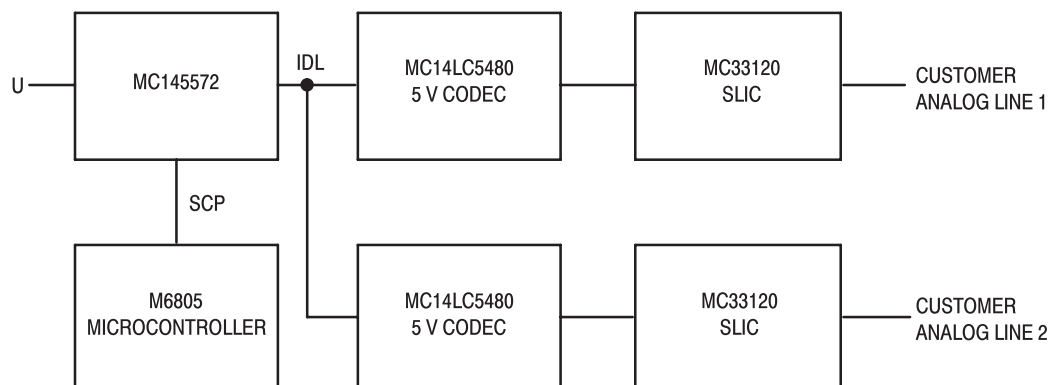 U
MC145572
IDL
MC14LC5480
5 V CODEC
MC33120
SLIC
CUSTOMER
ANALOG LINE 1
SCP
M6805
MICROCONTROLLER
MC14LC5480
5 V CODEC
MC33120
SLIC
CUSTOMER
ANALOG LINE 2